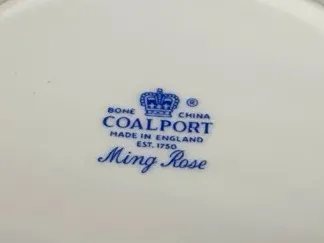 BONE CHINA ®
COALPORT
MADE IN ENGLAND
EST. 1750
Ming Rose